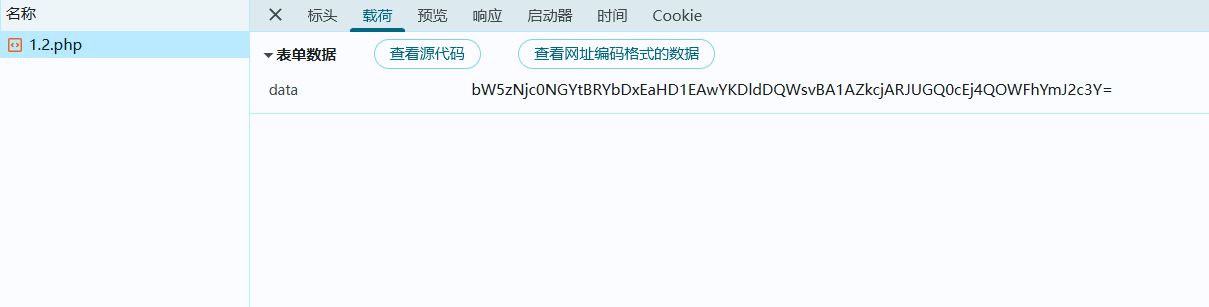 名称
标头 载荷 预览 响应 启动器 时间 Cookie
1.2.php
表单数据 查看源代码 查看网址编码格式的数据
data bW5zNjc0NGYtBRYbDxEaHD1EAwYKDldDQWsvBA1AZkcjARJUGQ0cEj4QOWFhYmJ2c3Y=